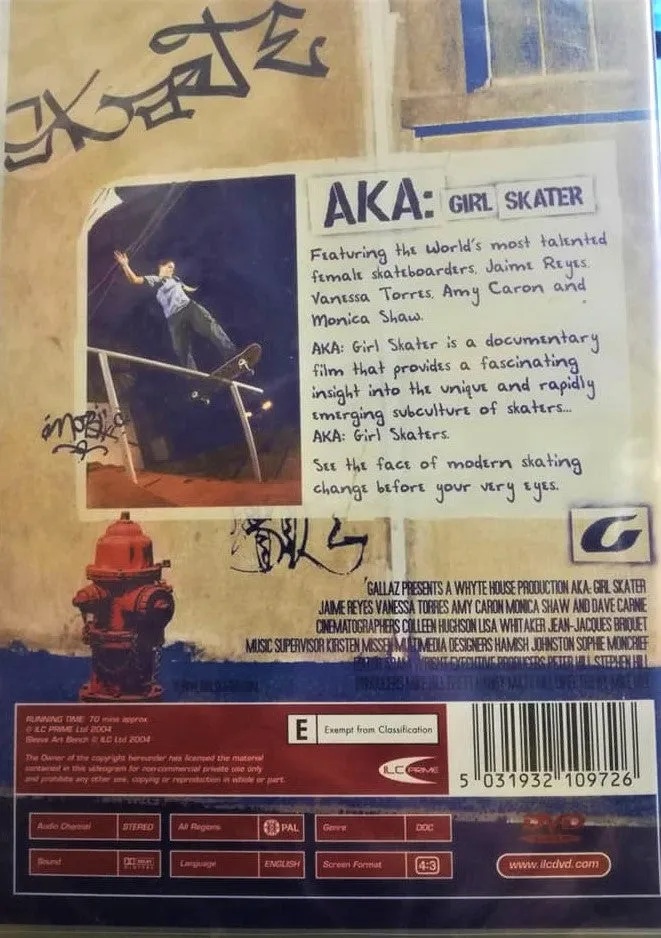 SKATE
AKA: GIRL SKATER
Featuring the World's most talented
female skateboarders. Jaime Reyes.
Vanessa Torres. Amy Caron and
Monica Shaw.
AKA: Girl Skater is a documentary
film that provides a fascinating
insight into the unique and rapidly
emerging subculture of skaters...
AKA: Girl Skaters.
See the face of modern skating
change before your very eyes.
G
GALLAZ PRESENTS A WHYTE HOUSE PRODUCTION AKA: GIRL SKATER
JAIME REYES VANESSA TORRES AMY CARON MONICA SHAW AND DAVE CARNIE
CINEMATOGRAPHERS COLLEEN HUGHSON LISA WHITAKER JEAN-JACQUES BRIQUET
MUSIC SUPERVISOR KIRSTEN MISSEN MULTIMEDIA DESIGNERS HAMISH JOHNSTON SOPHIE MONCRIEF
EXECUTIVE PRODUCERS PETER HILL STEPHEN HILL
MIKE HILL
RUNNING TIME: 70 mins approx
© ILC PRIME Ltd 2004
Sleeve Art Bench © ILC Ltd 2004
The Owner of the copyright hereunder has licensed the material
contained in this videogram for non-commercial private use only
and prohibits any other use, copying or reproduction in whole or part.
E Exempt from Classification
ILC PRIME
5 031932 109726
Audio Channel STEREO All Regions PAL Genre DOC
DVD
Sound DOLBY DIGITAL Language ENGLISH Screen Format 4:3
www.ilcdvd.com